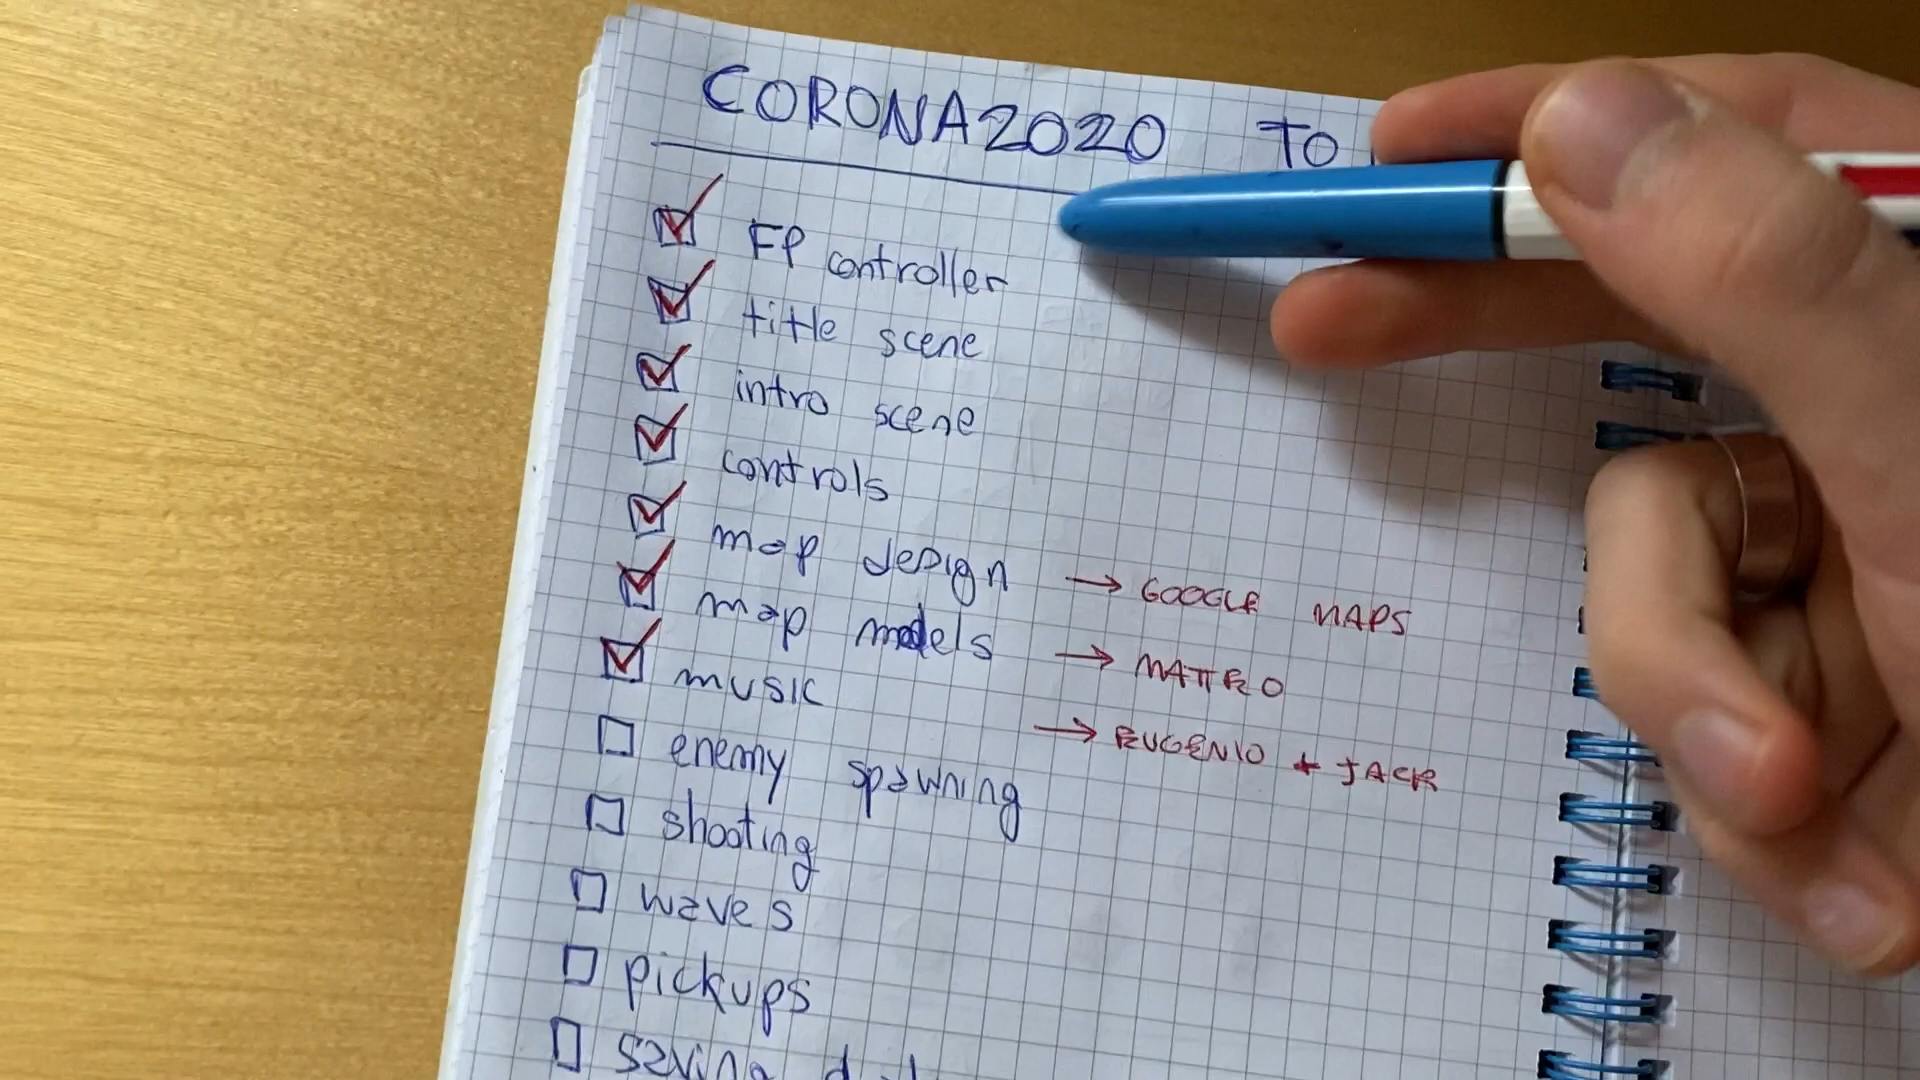 CORONA2020 TO
FP controller
title scene
intro scene
controls
map design → GOOGLE MAPS
map models → MATTEO
music → EUGENIO + JACK
enemy spawning
shooting
waves
pickups
saving